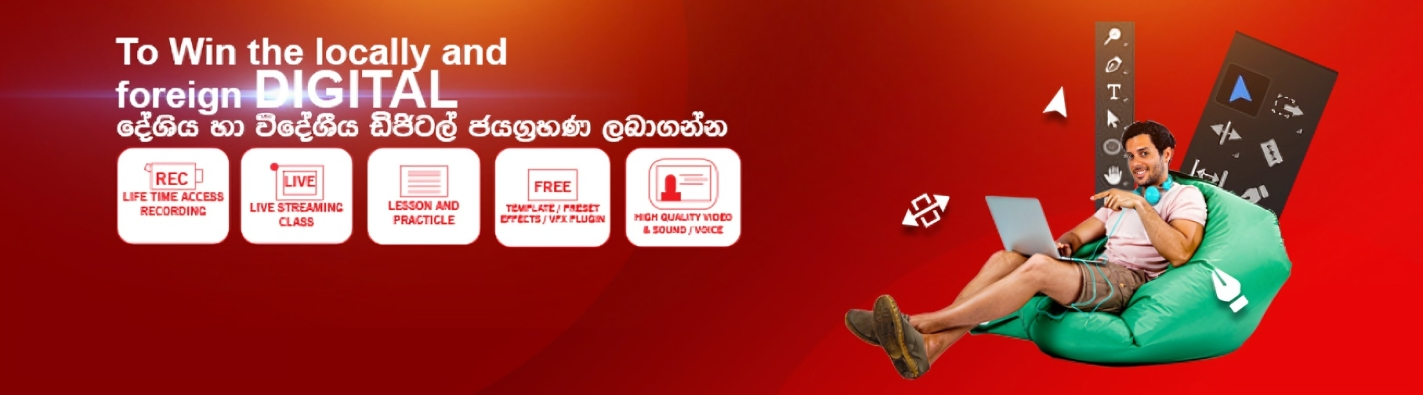 To Win the locally and
foreign DIGITAL
දේශිය හා විදේශීය ඩිජිටල් ජයග්‍රහණ ලබාගන්න
REC
LIFE TIME ACCESS
RECORDING
LIVE
LIVE STREAMING
CLASS
LESSON AND
PRACTICLE
FREE
TEMPLATE / PRESET
EFFECTS / VFX PLUGIN
HIGH QUALITY VIDEO
& SOUND / VOICE
T